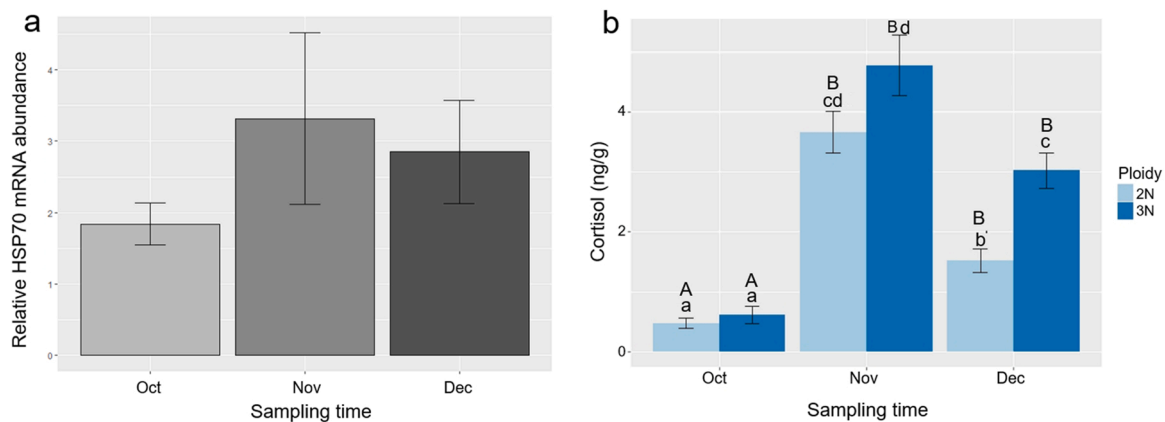 a
Relative HSP70 mRNA abundance
4
3
2
1
0
Oct Nov Dec
Sampling time
b
Cortisol (ng/g)
4
2
0
A
a
A
a
B
cd
B d
B
b'
B
c
Oct Nov Dec
Sampling time
Ploidy
2N
3N